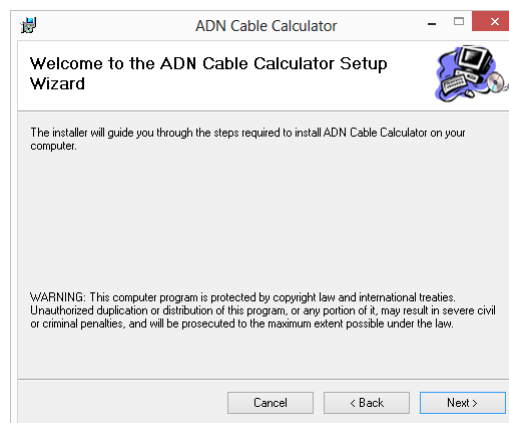 ADN Cable Calculator
Welcome to the ADN Cable Calculator Setup
Wizard
The installer will guide you through the steps required to install ADN Cable Calculator on your
computer.
WARNING: This computer program is protected by copyright law and international treaties.
Unauthorized duplication or distribution of this program, or any portion of it, may result in severe civil
or criminal penalties, and will be prosecuted to the maximum extent possible under the law.
Cancel
< Back
Next >